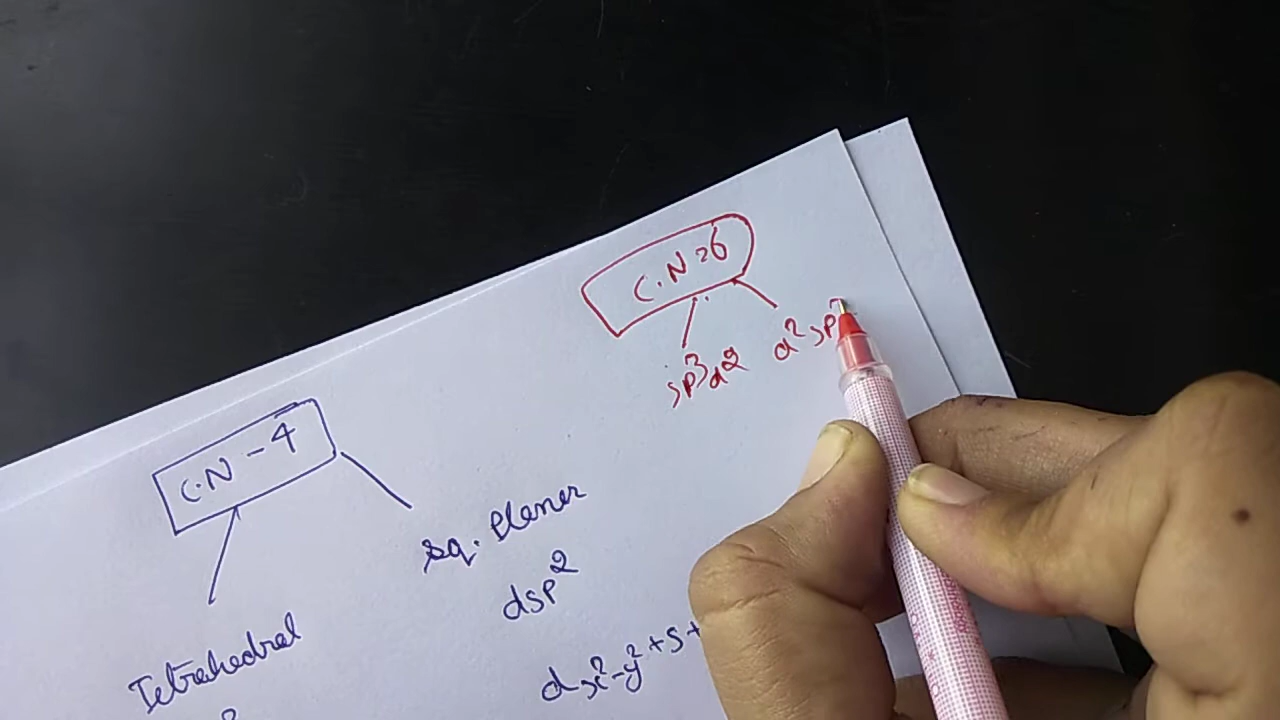 C.N=6
sp³d² d²sp³
C.N-4
sq. Planer
dsp²
Tetrahedral
dx²-y²+s+